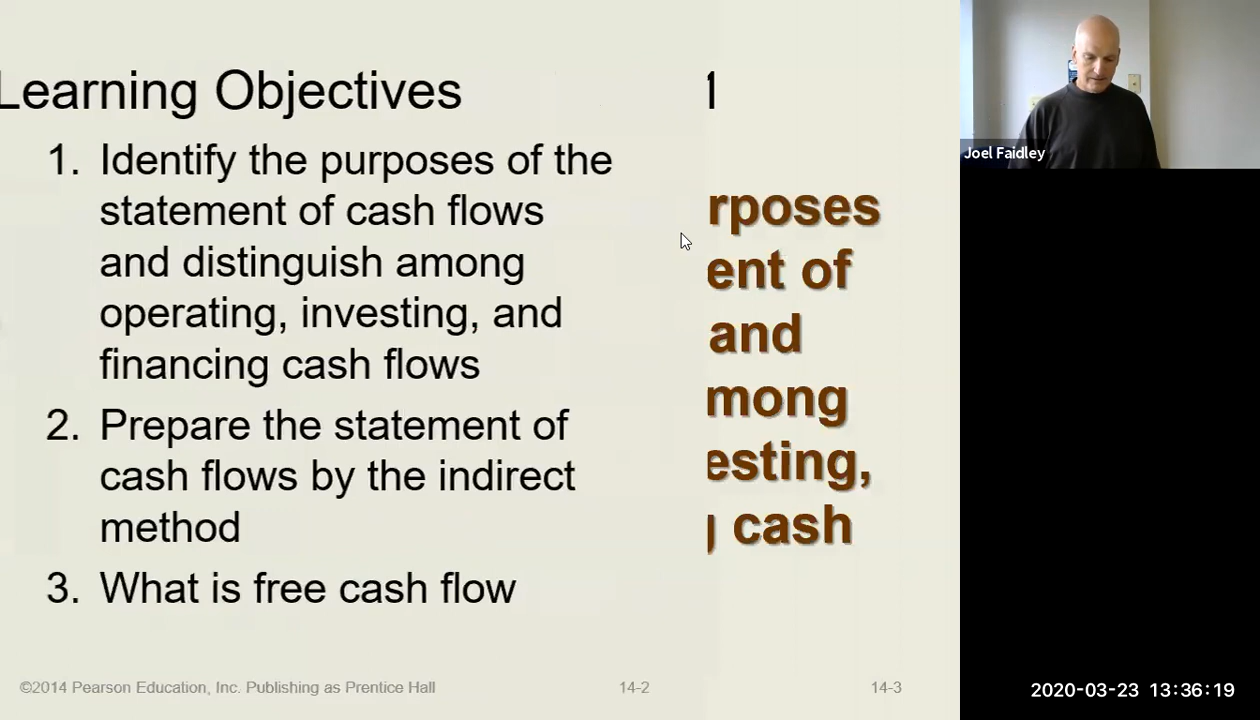 Learning Objectives
1. Identify the purposes of the
statement of cash flows
and distinguish among
operating, investing, and
financing cash flows
2. Prepare the statement of
cash flows by the indirect
method
3. What is free cash flow
©2014 Pearson Education, Inc. Publishing as Prentice Hall
14-2
1
rposes
ent of
and
mong
esting,
cash
14-3
Joel Faidley
2020-03-23 13:36:19